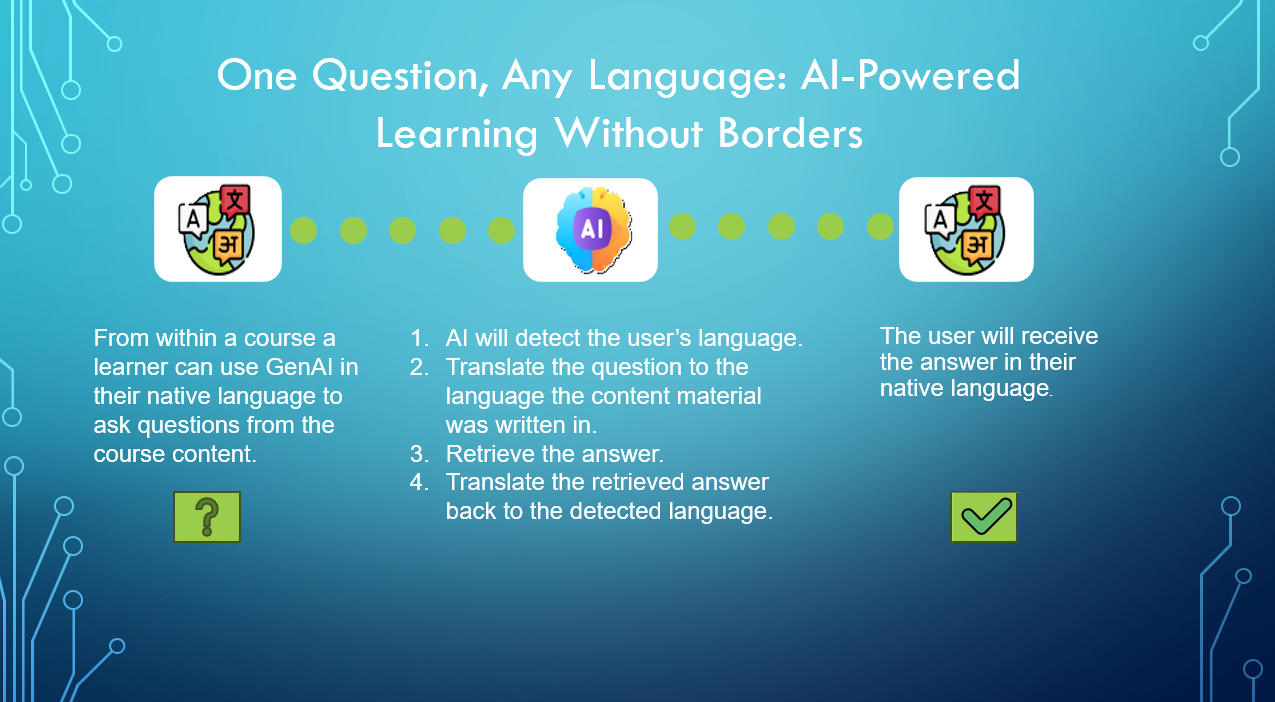 One Question, Any Language: AI-Powered
Learning Without Borders
A
文
अ
AI
A
文
अ
From within a course a
learner can use GenAI in
their native language to
ask questions from the
course content.
?
1. AI will detect the user’s language.
2. Translate the question to the
language the content material
was written in.
3. Retrieve the answer.
4. Translate the retrieved answer
back to the detected language.
The user will receive
the answer in their
native language.